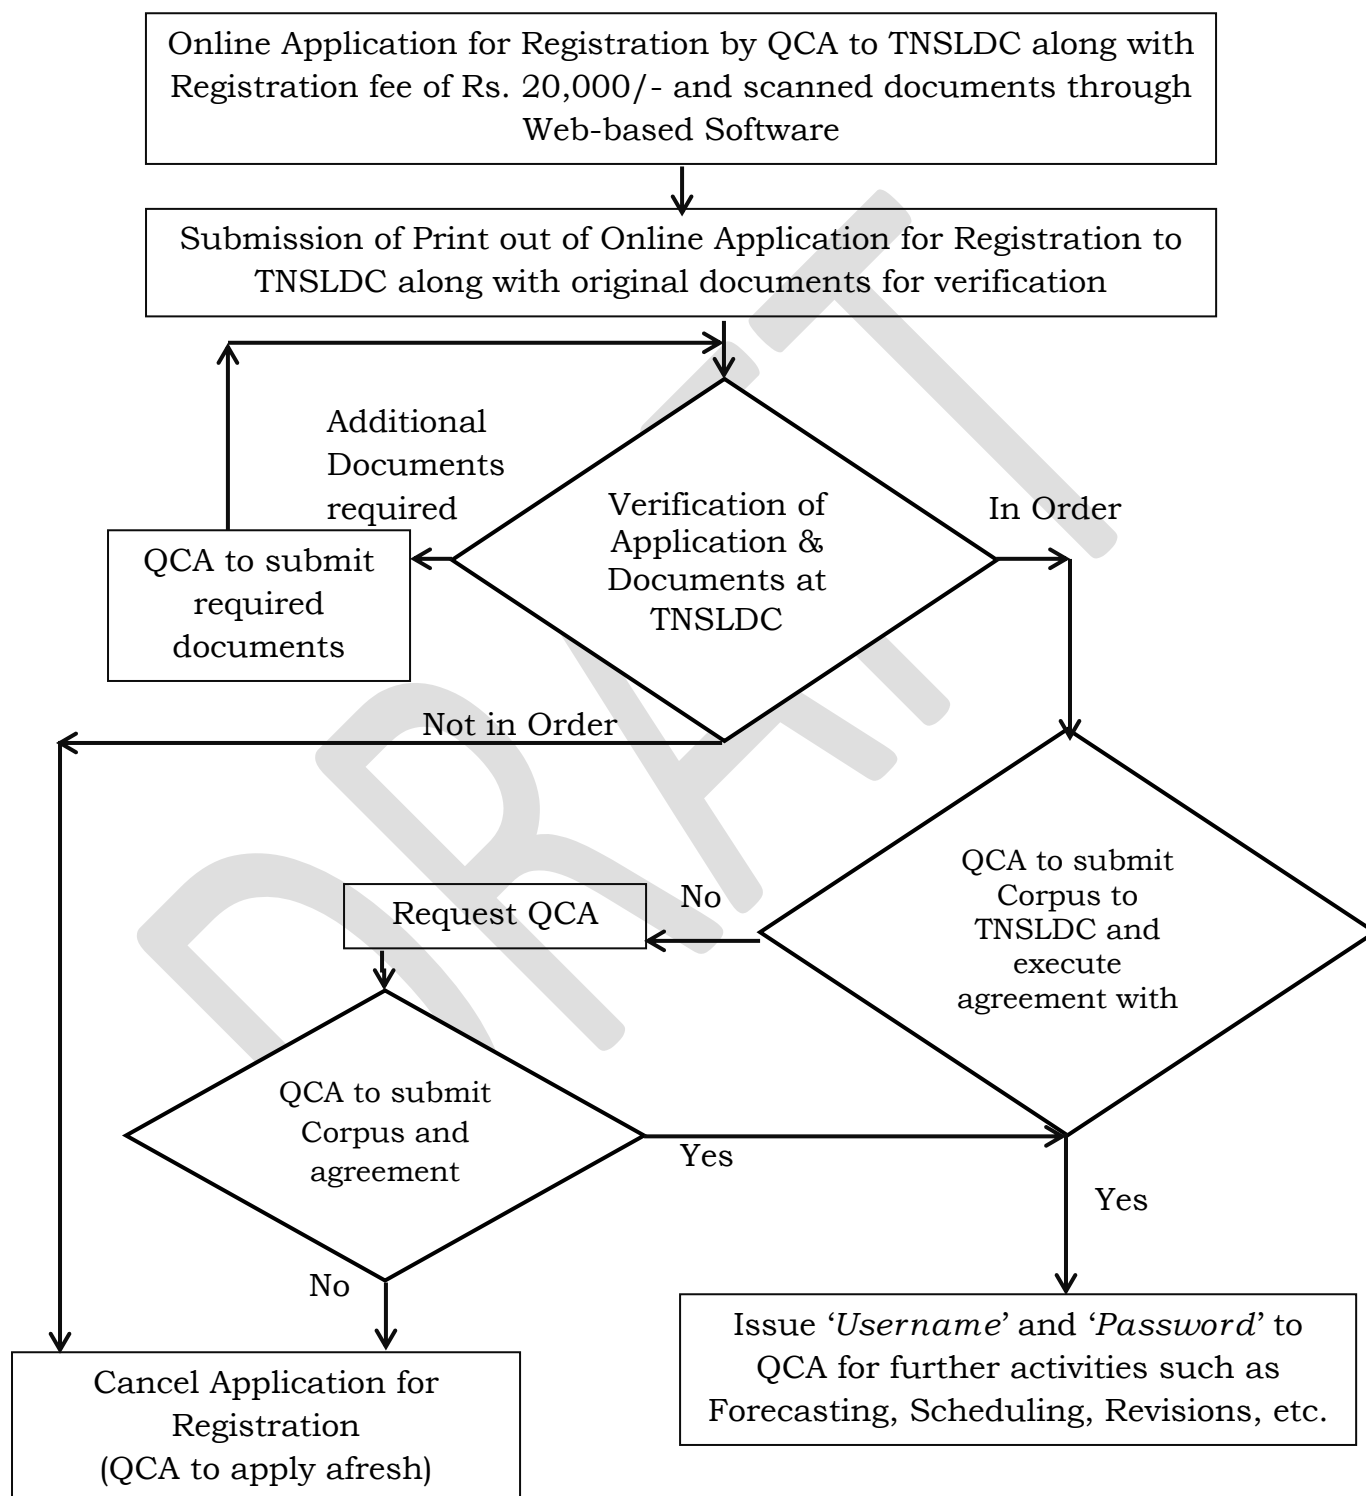 Online Application for Registration by QCA to TNSLDC along with
Registration fee of Rs. 20,000/- and scanned documents through
Web-based Software
Submission of Print out of Online Application for Registration to
TNSLDC along with original documents for verification
Additional
Documents
required
Verification of
Application &
Documents at
TNSLDC
In Order
QCA to submit
required
documents
Not in Order
QCA to submit
Corpus to
TNSLDC and
execute
agreement with
No
Request QCA
QCA to submit
Corpus and
agreement
Yes
Yes
No
Issue ‘Username’ and ‘Password’ to
QCA for further activities such as
Forecasting, Scheduling, Revisions, etc.
Cancel Application for
Registration
(QCA to apply afresh)
DRAFT